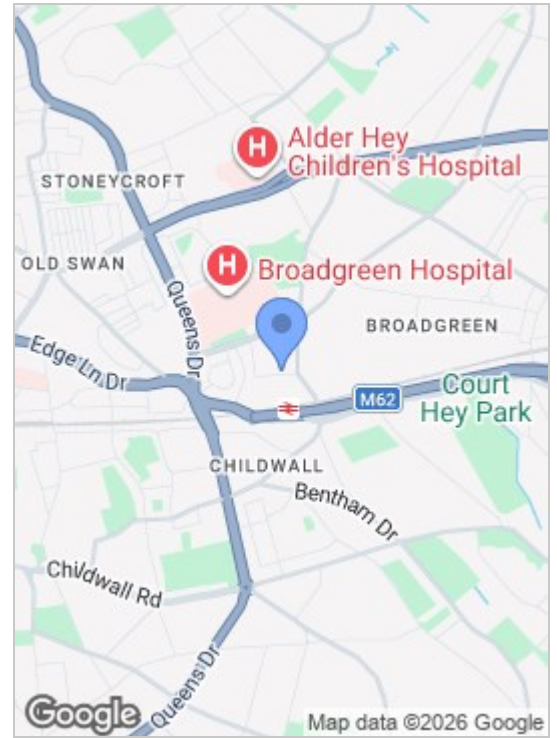 H Alder Hey
Children's Hospital
STONEYCROFT
OLD SWAN
H Broadgreen Hospital
Queens Dr
BROADGREEN
Edge Ln Dr
M62
Court
Hey Park
CHILDWALL
Bentham Dr
Childwall Rd
Queens Dr
Google
Map data ©2026 Google